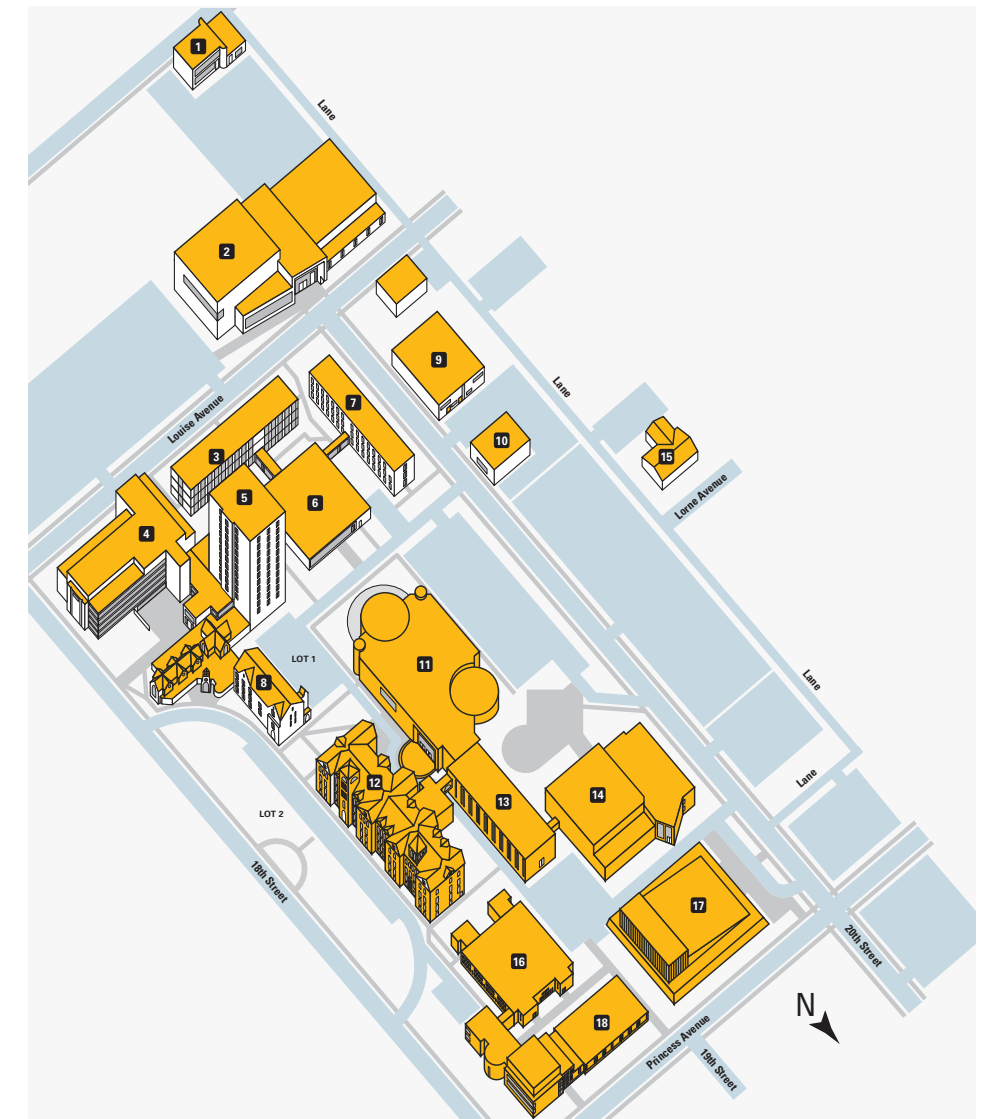 1
Lane
2
9
Lane
7
Louise Avenue
10
3
15
5
6
Lorne Avenue
4
LOT 1
11
8
Lane
12
Lane
13
14
LOT 2
18th Street
17
20th Street
16
N
18
Princess Avenue
19th Street